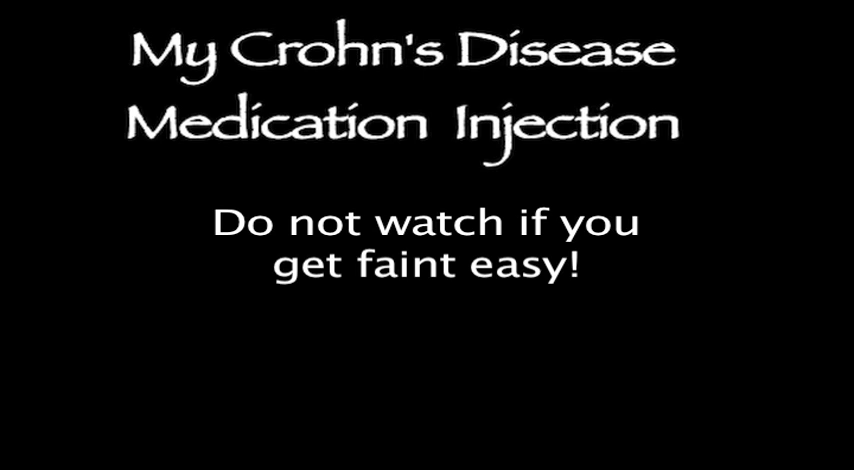 My Crohn's Disease
Medication Injection
Do not watch if you
get faint easy!